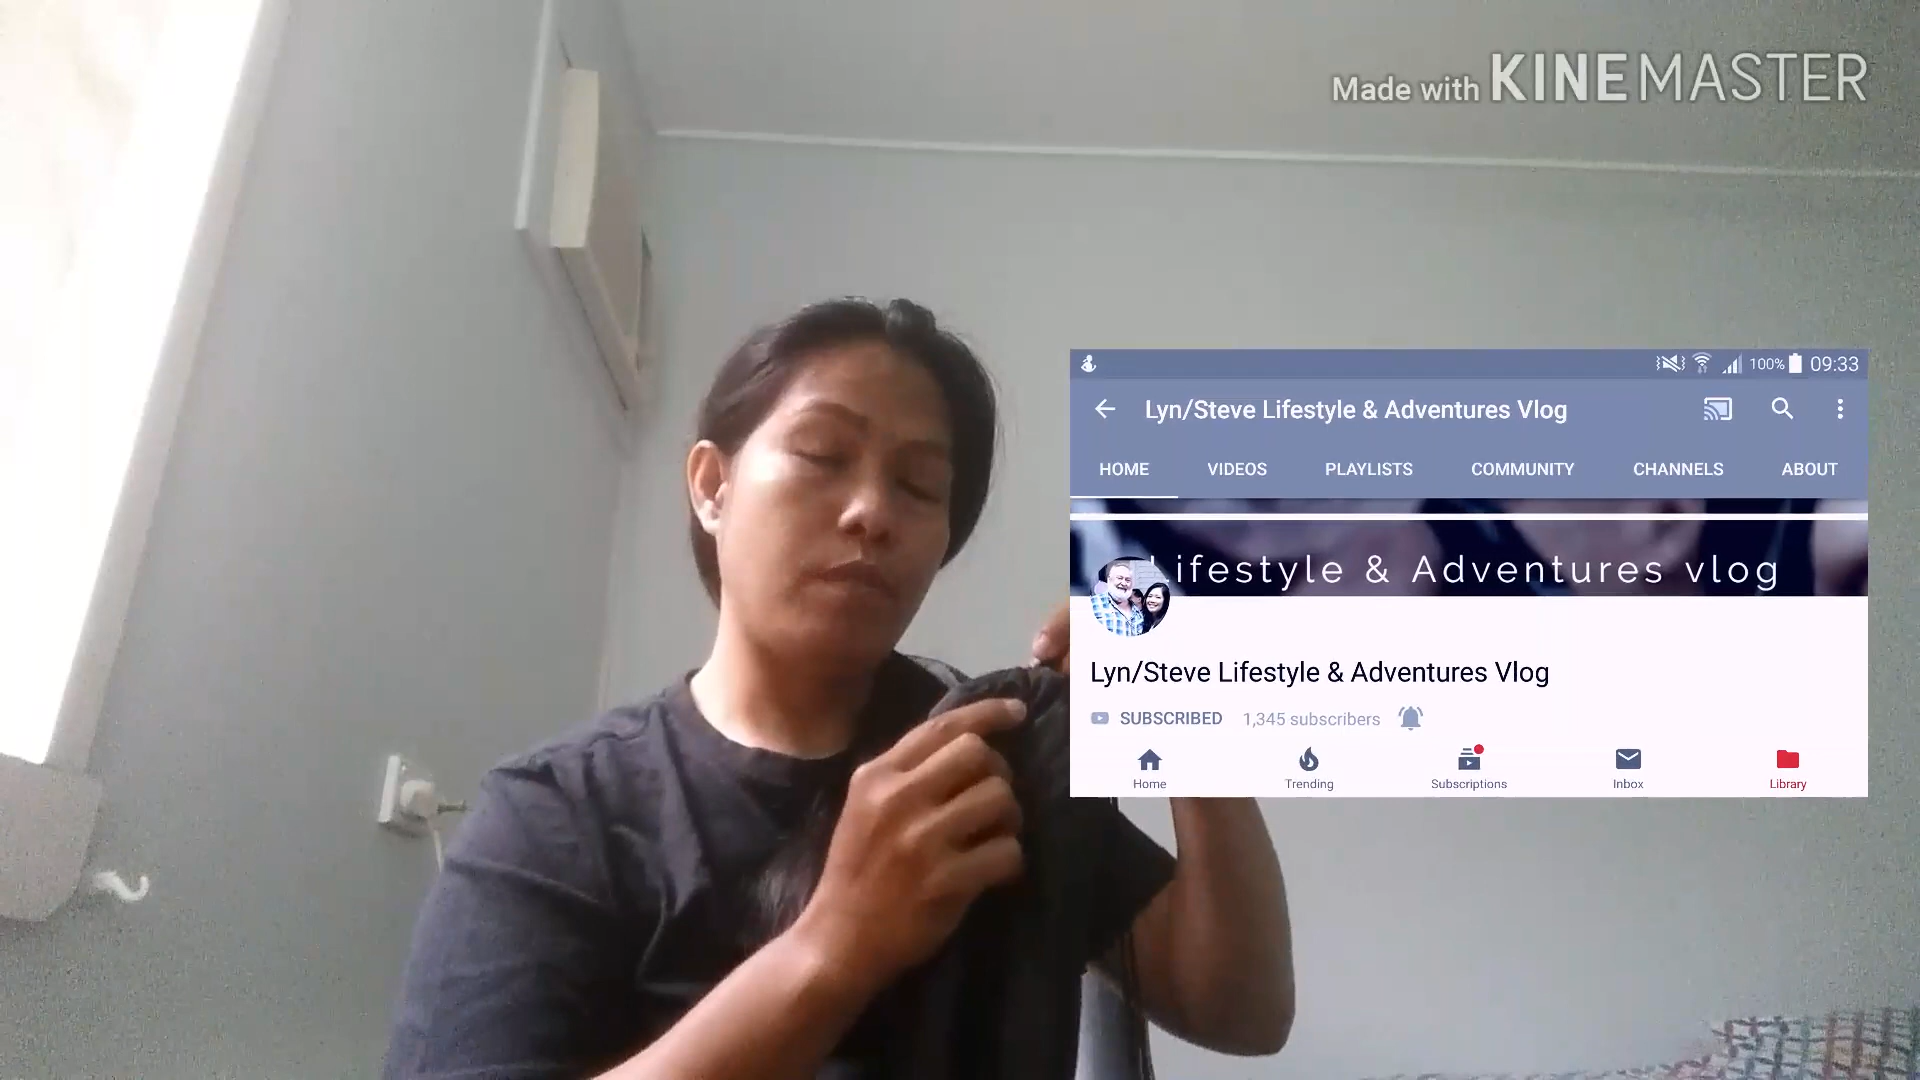 Made with KINEMASTER
100% 09:33
Lyn/Steve Lifestyle & Adventures Vlog
HOME VIDEOS PLAYLISTS COMMUNITY CHANNELS ABOUT
Lifestyle & Adventures vlog
Lyn/Steve Lifestyle & Adventures Vlog
SUBSCRIBED 1,345 subscribers
Home Trending Subscriptions Inbox Library